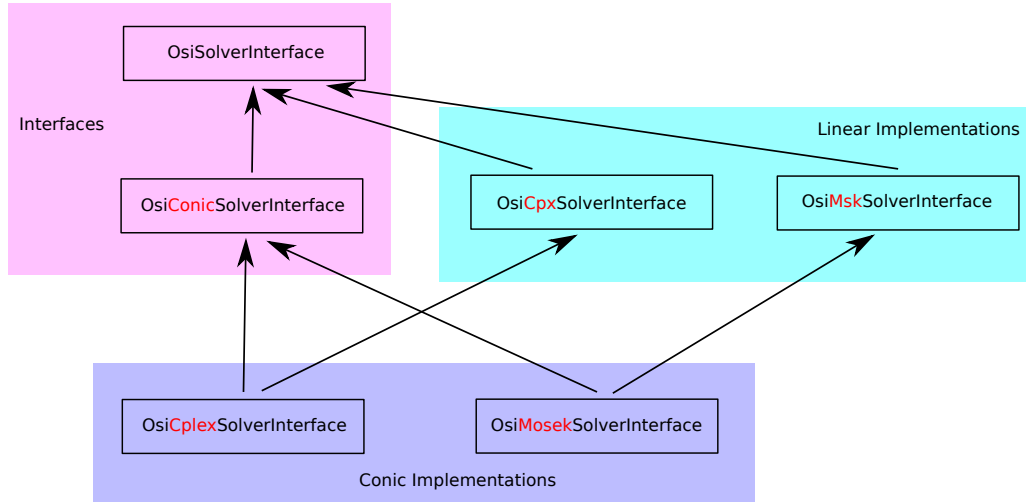 OsiSolverInterface
Interfaces
Linear Implementations
OsiConicSolverInterface
OsiCpxSolverInterface
OsiMskSolverInterface
OsiCplexSolverInterface
OsiMosekSolverInterface
Conic Implementations